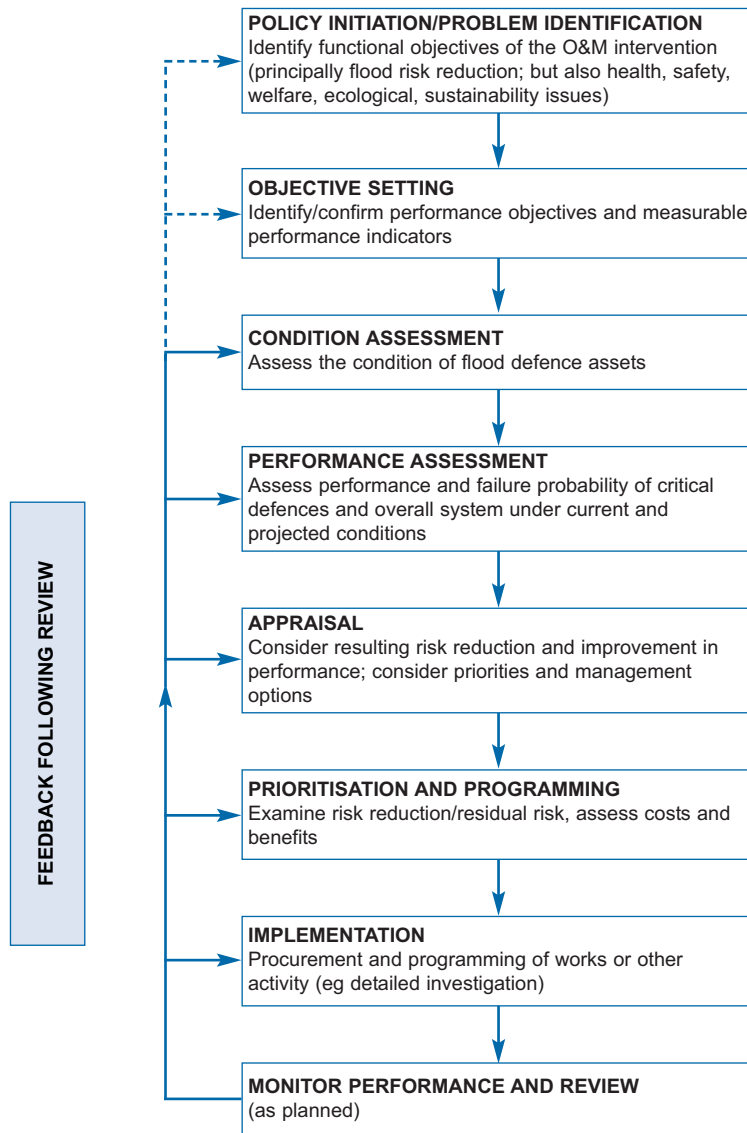 POLICY INITIATION/PROBLEM IDENTIFICATION
Identify functional objectives of the O&M intervention
(principally flood risk reduction; but also health, safety,
welfare, ecological, sustainability issues)
OBJECTIVE SETTING
Identify/confirm performance objectives and measurable
performance indicators
CONDITION ASSESSMENT
Assess the condition of flood defence assets
PERFORMANCE ASSESSMENT
Assess performance and failure probability of critical
defences and overall system under current and
projected conditions
APPRAISAL
Consider resulting risk reduction and improvement in
performance; consider priorities and management
options
PRIORITISATION AND PROGRAMMING
Examine risk reduction/residual risk, assess costs and
benefits
IMPLEMENTATION
Procurement and programming of works or other
activity (eg detailed investigation)
MONITOR PERFORMANCE AND REVIEW
(as planned)
FEEDBACK FOLLOWING REVIEW